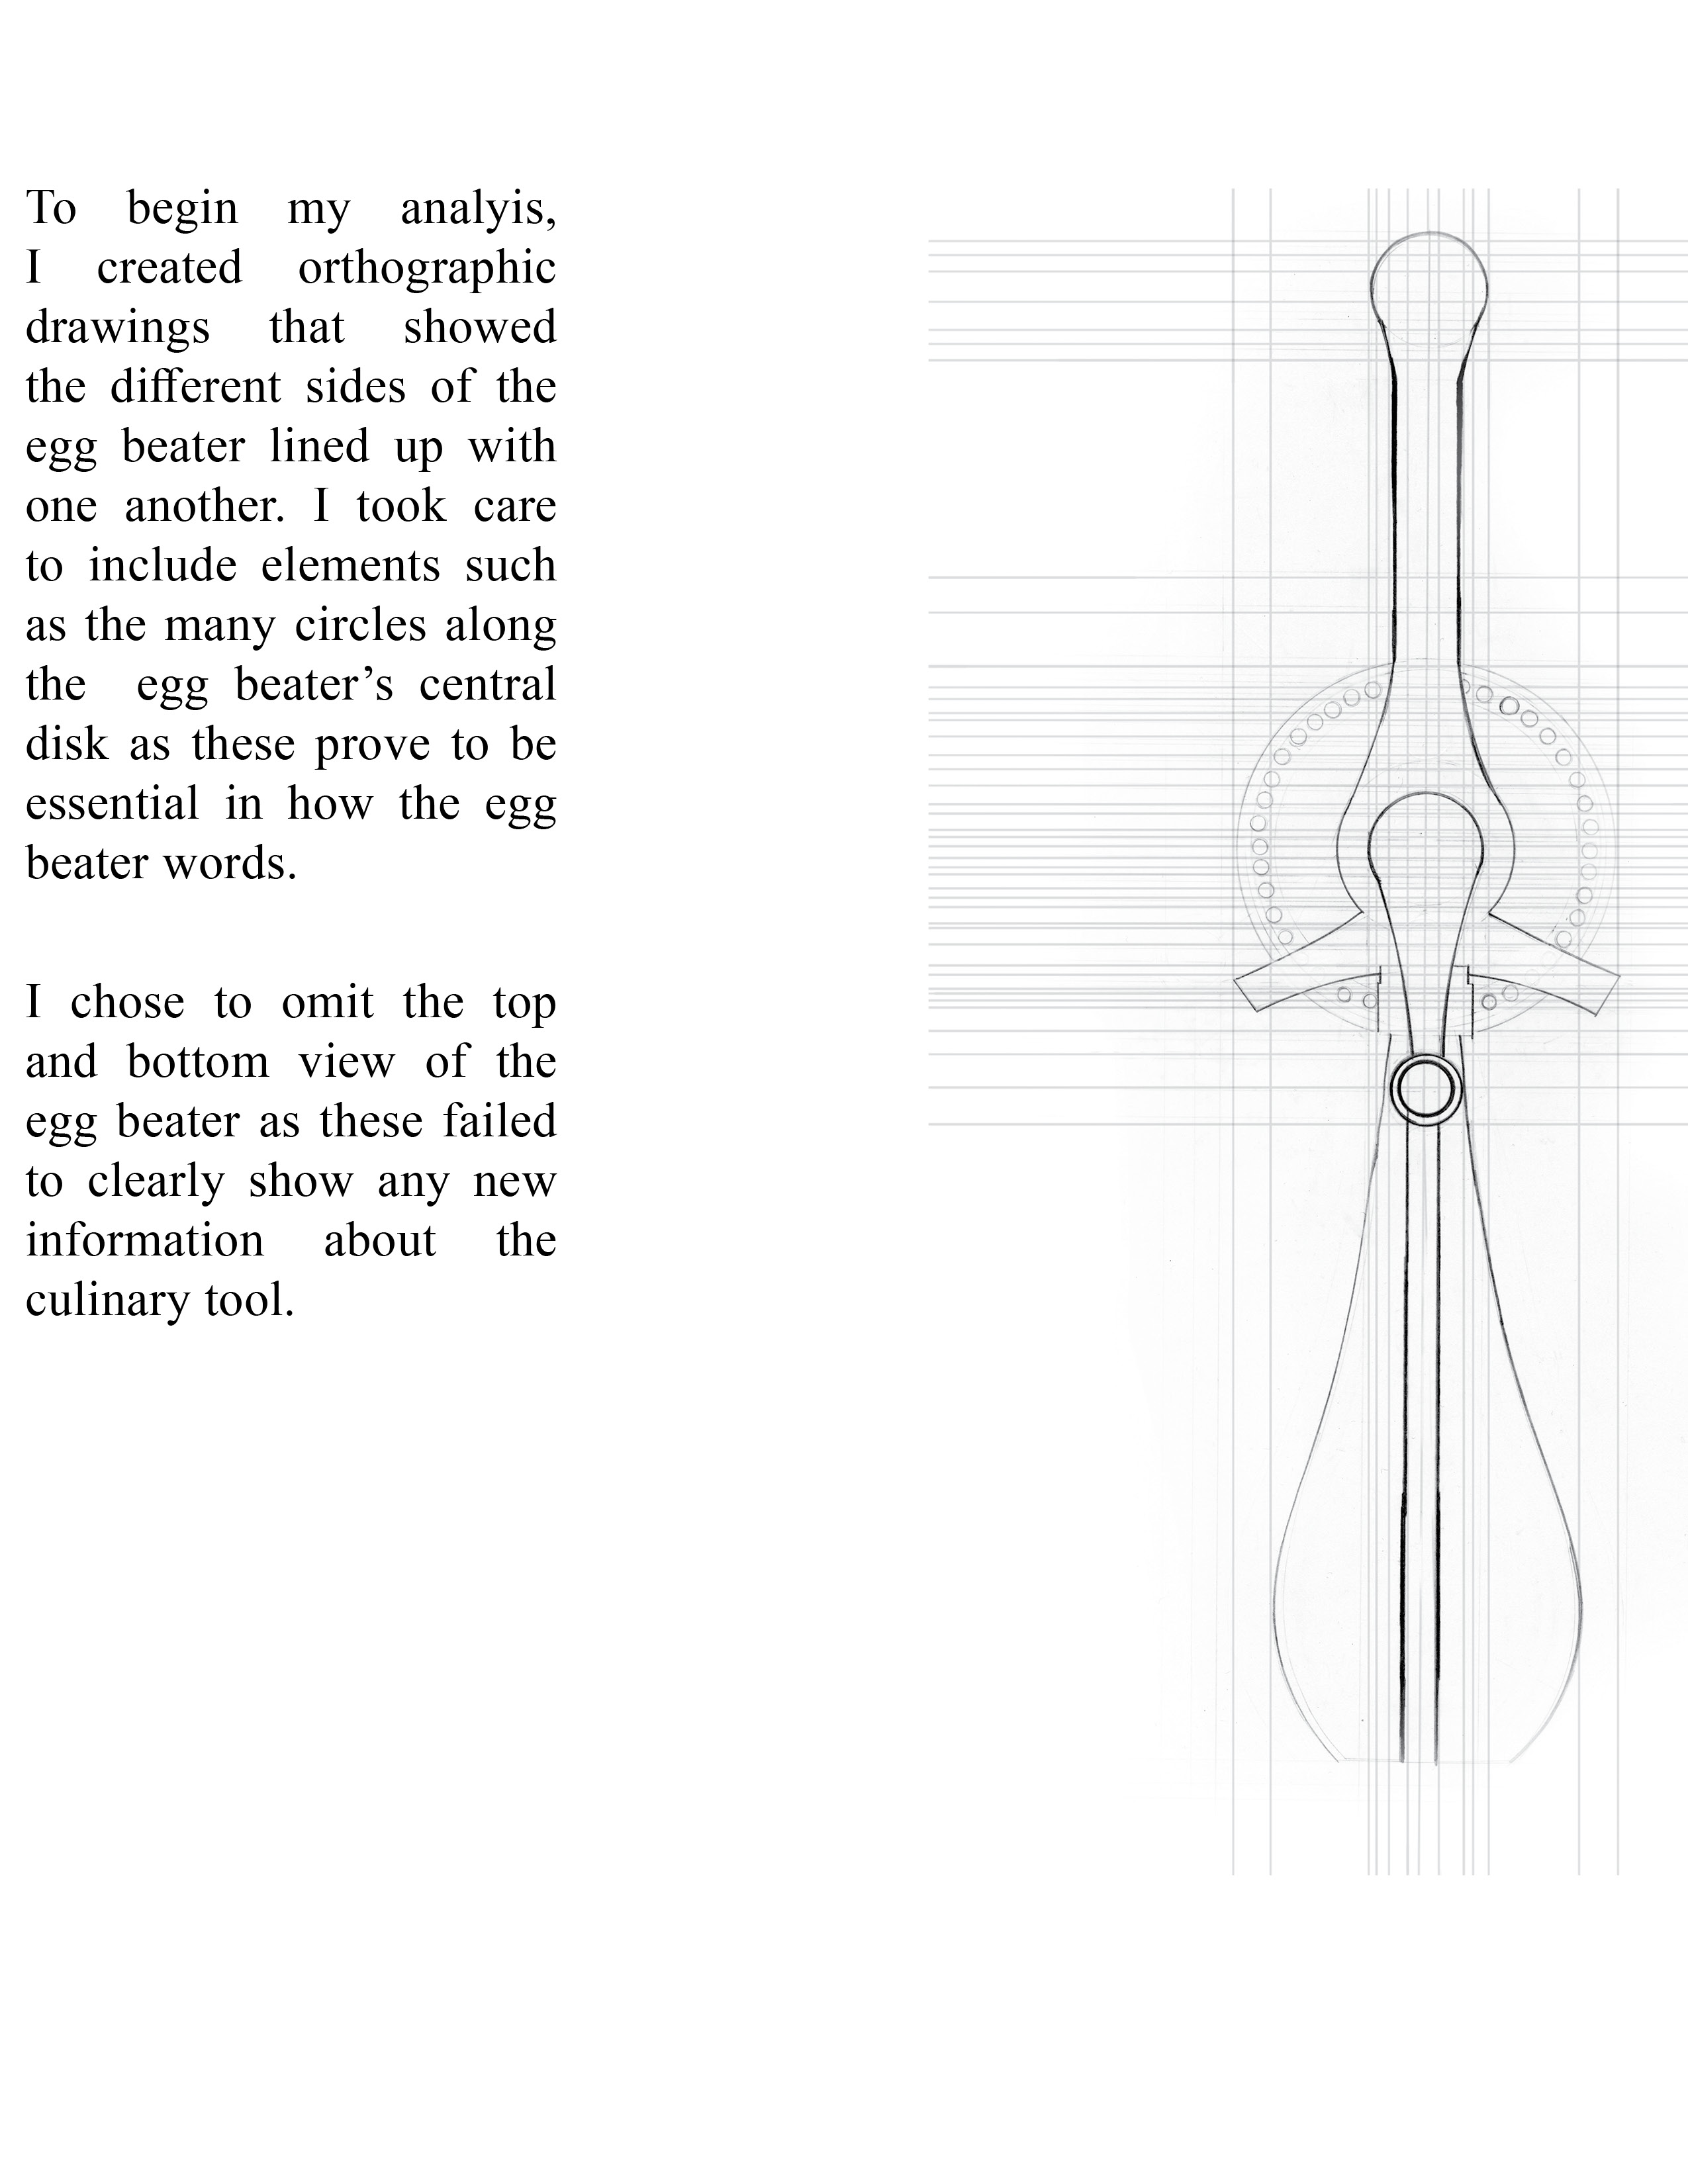 To begin my analyis,
I created orthographic
drawings that showed
the different sides of the
egg beater lined up with
one another. I took care
to include elements such
as the many circles along
the egg beater’s central
disk as these prove to be
essential in how the egg
beater words.
I chose to omit the top
and bottom view of the
egg beater as these failed
to clearly show any new
information about the
culinary tool.